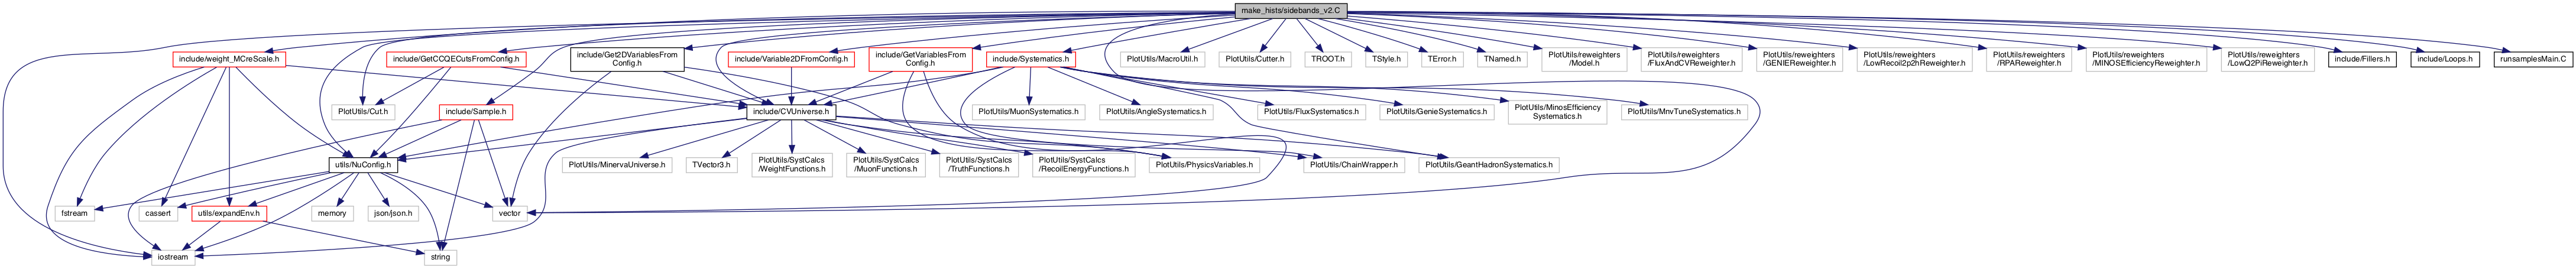 make_hists/sidebands_v2.C
include/weight_MCreScale.h
include/GetCCQECutsFromConfig.h
include/Get2DVariablesFrom
Config.h
include/Variable2DFromConfig.h
include/GetVariablesFrom
Config.h
include/Systematics.h
PlotUtils/MacroUtil.h
PlotUtils/Cutter.h
TROOT.h
TStyle.h
TError.h
TNamed.h
PlotUtils/reweighters
/Model.h
PlotUtils/reweighters
/FluxAndCVReweighter.h
PlotUtils/reweighters
/GENIEReweighter.h
PlotUtils/reweighters
/LowRecoil2p2hReweighter.h
PlotUtils/reweighters
/RPAReweighter.h
PlotUtils/reweighters
/MINOSEfficiencyReweighter.h
PlotUtils/reweighters
/LowQ2PiReweighter.h
include/Fillers.h
include/Loops.h
runsamplesMain.C
PlotUtils/Cut.h
include/Sample.h
include/CVUniverse.h
PlotUtils/MuonSystematics.h
PlotUtils/AngleSystematics.h
PlotUtils/FluxSystematics.h
PlotUtils/GenieSystematics.h
PlotUtils/MinosEfficiency
Systematics.h
PlotUtils/MnvTuneSystematics.h
utils/NuConfig.h
PlotUtils/MinervaUniverse.h
TVector3.h
PlotUtils/SystCalcs
/WeightFunctions.h
PlotUtils/SystCalcs
/MuonFunctions.h
PlotUtils/SystCalcs
/TruthFunctions.h
PlotUtils/SystCalcs
/RecoilEnergyFunctions.h
PlotUtils/PhysicsVariables.h
PlotUtils/ChainWrapper.h
PlotUtils/GeantHadronSystematics.h
fstream
cassert
utils/expandEnv.h
memory
json/json.h
vector
iostream
string